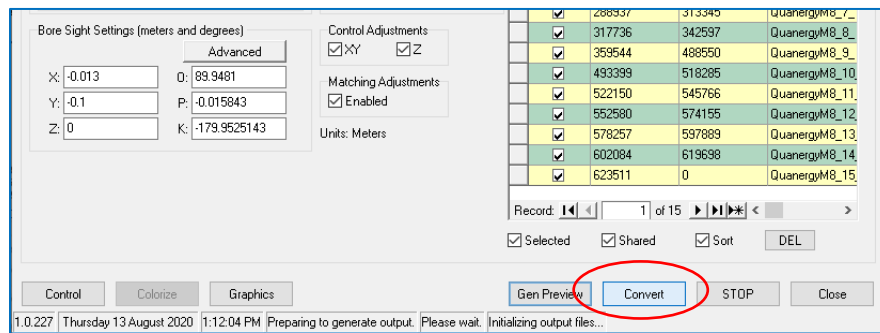 Bore Sight Settings (meters and degrees)
Advanced
X: -0.013 O: 89.9481
Y: -0.1 P: -0.015843
Z: 0 K: -179.9525143
Control Adjustments
XY Z
Matching Adjustments
Enabled
Units: Meters
288937 313345 QuanergyM8_7_
317736 342597 QuanergyM8_8_
359544 488550 QuanergyM8_9_
493399 518285 QuanergyM8_10_
522150 545766 QuanergyM8_11_
552580 574155 QuanergyM8_12_
578257 597889 QuanergyM8_13_
602084 619698 QuanergyM8_14_
623511 0 QuanergyM8_15_
Record: 1 of 15
Selected Shared Sort DEL
Control Colorize Graphics Gen Preview Convert STOP Close
1.0.227 Thursday 13 August 2020 1:12:04 PM Preparing to generate output. Please wait. Initializing output files...